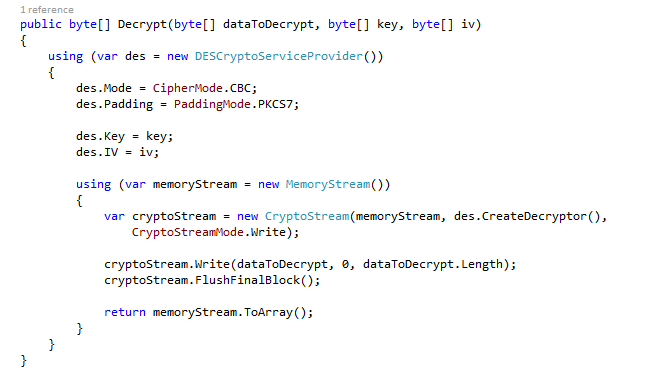 1 reference
public byte[] Decrypt(byte[] dataToDecrypt, byte[] key, byte[] iv)
{
    using (var des = new DESCryptoServiceProvider())
    {
        des.Mode = CipherMode.CBC;
        des.Padding = PaddingMode.PKCS7;

        des.Key = key;
        des.IV = iv;

        using (var memoryStream = new MemoryStream())
        {
            var cryptoStream = new CryptoStream(memoryStream, des.CreateDecryptor(),
                CryptoStreamMode.Write);

            cryptoStream.Write(dataToDecrypt, 0, dataToDecrypt.Length);
            cryptoStream.FlushFinalBlock();

            return memoryStream.ToArray();
        }
    }
}